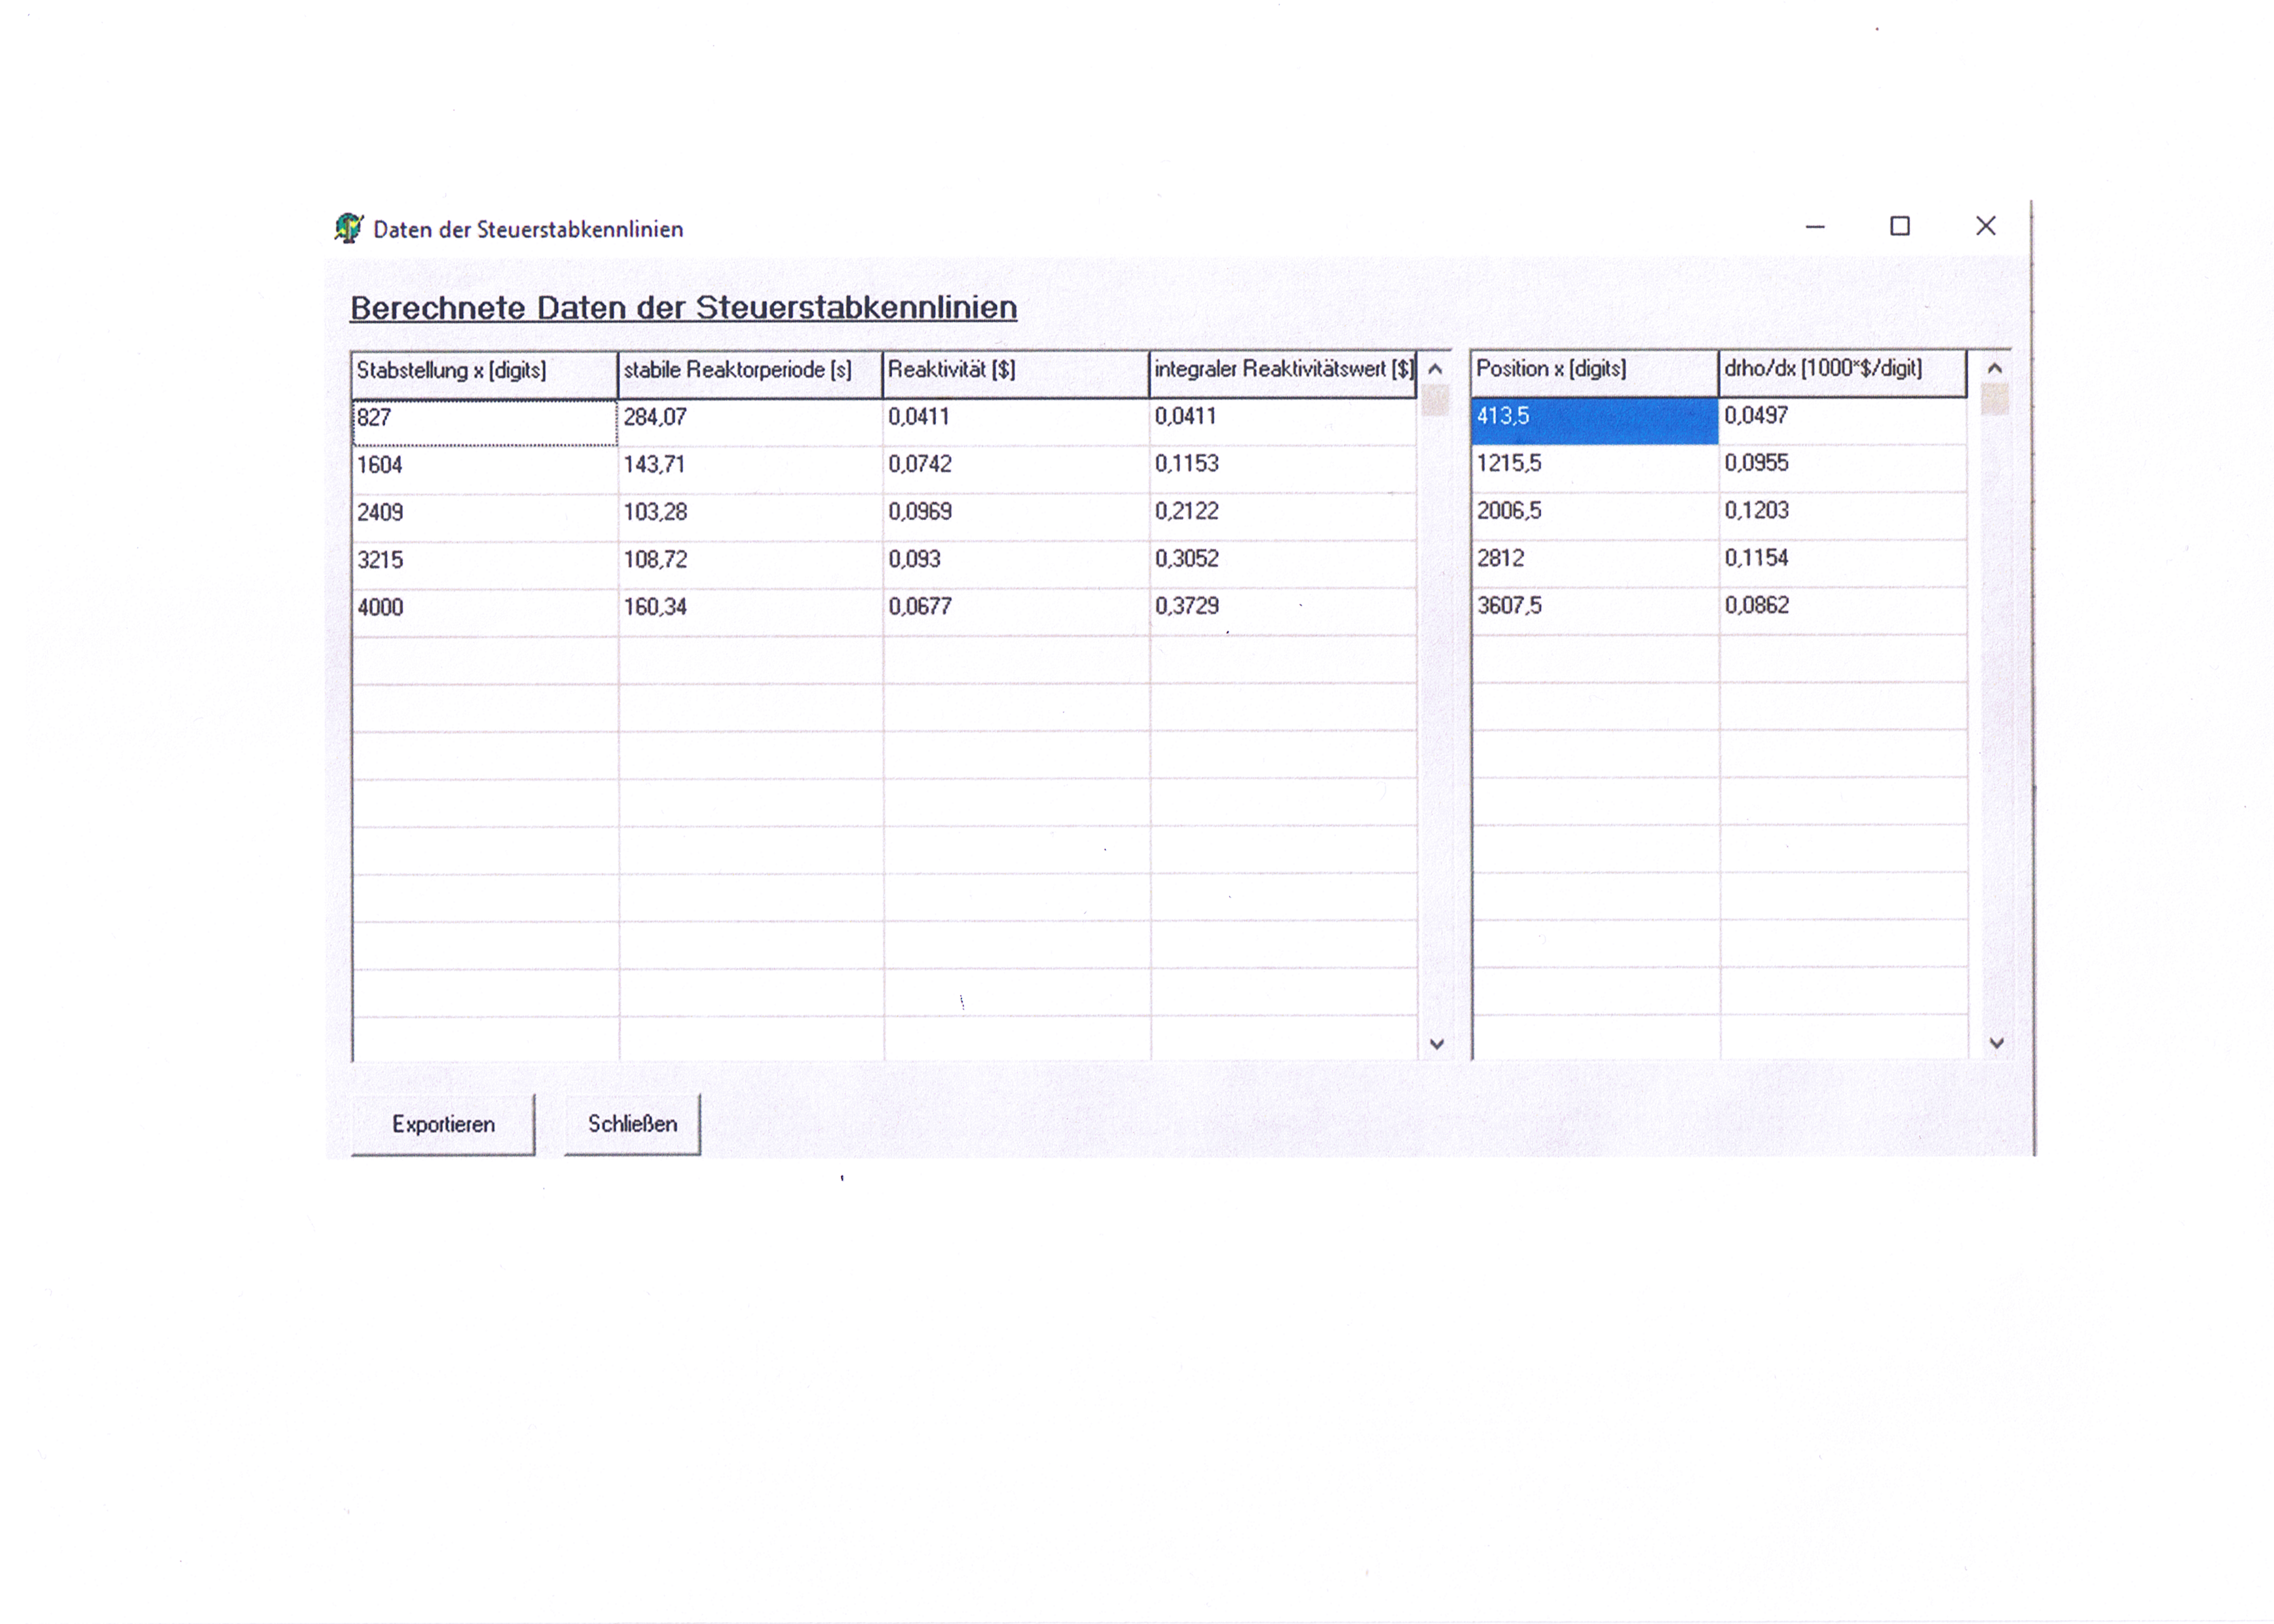 Daten der Steuerstabkennlinien
Berechnete Daten der Steuerstabkennlinien
Stabstellung x [digits] stabile Reaktorperiode [s] Reaktivität [$] integraler Reaktivitätswert [$] Position x [digits] drho/dx [1000*$/digit]
827 284,07 0,0411 0,0411 413,5 0,0497
1604 143,71 0,0742 0,1153 1215,5 0,0955
2409 103,28 0,0969 0,2122 2006,5 0,1203
3215 108,72 0,093 0,3052 2812 0,1154
4000 160,34 0,0677 0,3729 3607,5 0,0862
Exportieren Schließen